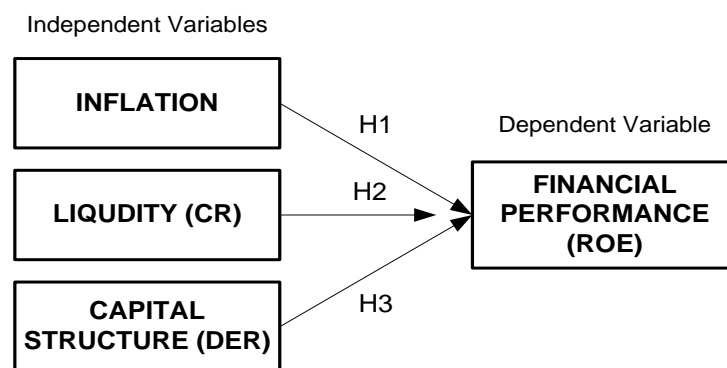 Independent Variables
INFLATION
H1
Dependent Variable
LIQUDITY (CR)
H2
FINANCIAL
PERFORMANCE
(ROE)
CAPITAL
STRUCTURE (DER)
H3